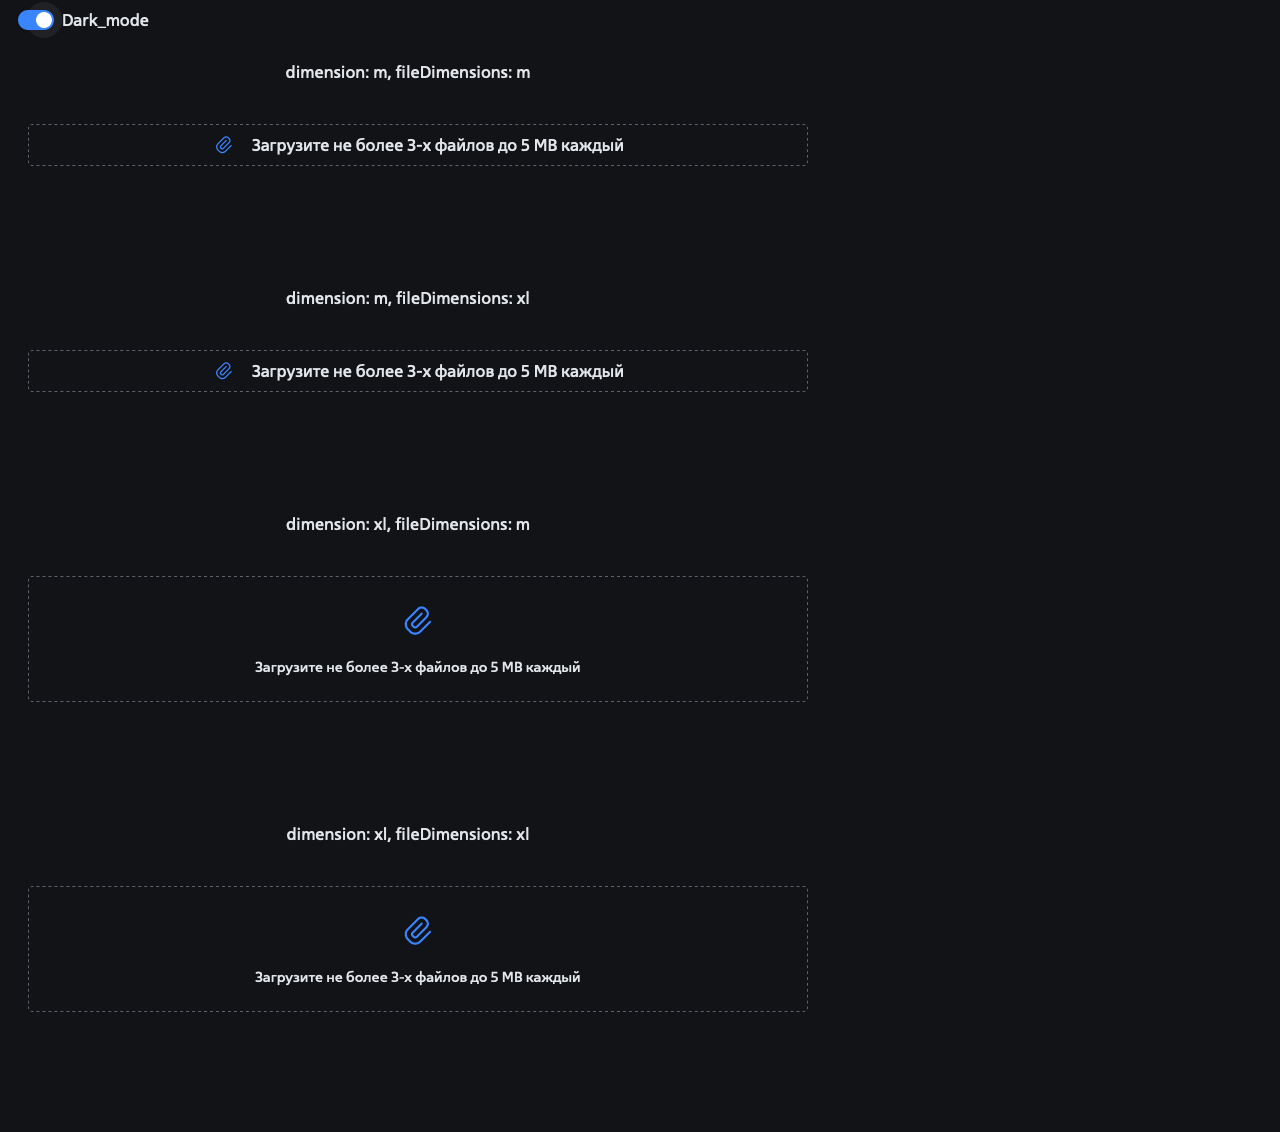 Dark_mode
dimension: m, fileDimensions: m
Загрузите не более 3-х файлов до 5 MB каждый
dimension: m, fileDimensions: xl
Загрузите не более 3-х файлов до 5 MB каждый
dimension: xl, fileDimensions: m
Загрузите не более 3-х файлов до 5 MB каждый
dimension: xl, fileDimensions: xl
Загрузите не более 3-х файлов до 5 MB каждый